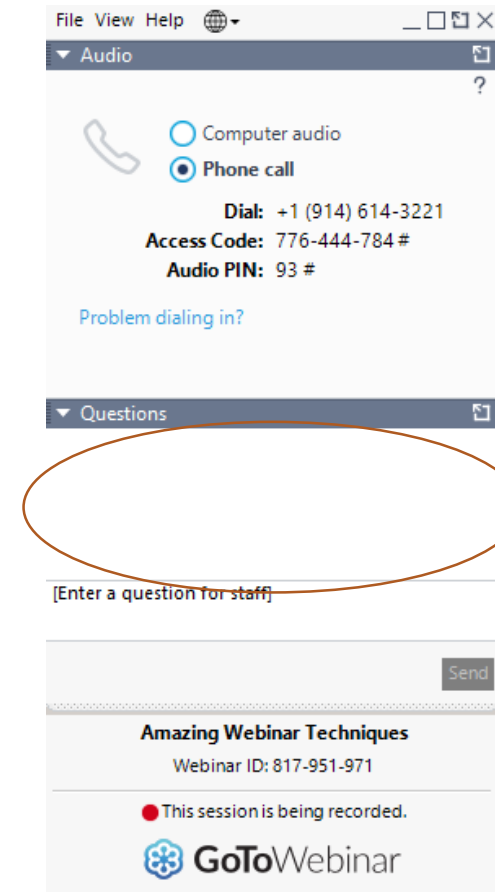 File View Help
Audio
?
Computer audio
Phone call
Dial: +1 (914) 614-3221
Access Code: 776-444-784 #
Audio PIN: 93 #
Problem dialing in?
Questions
[Enter a question for staff]
Send
Amazing Webinar Techniques
Webinar ID: 817-951-971
This session is being recorded.
GoToWebinar